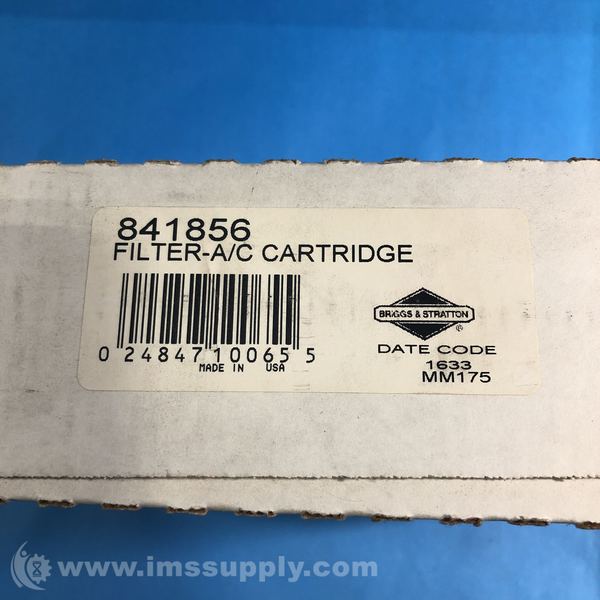 841856
FILTER-A/C CARTRIDGE
BRIGGS & STRATTON
®
0 24847 10065 5
MADE IN USA
DATE CODE
1633
MM175
www.imssupply.com